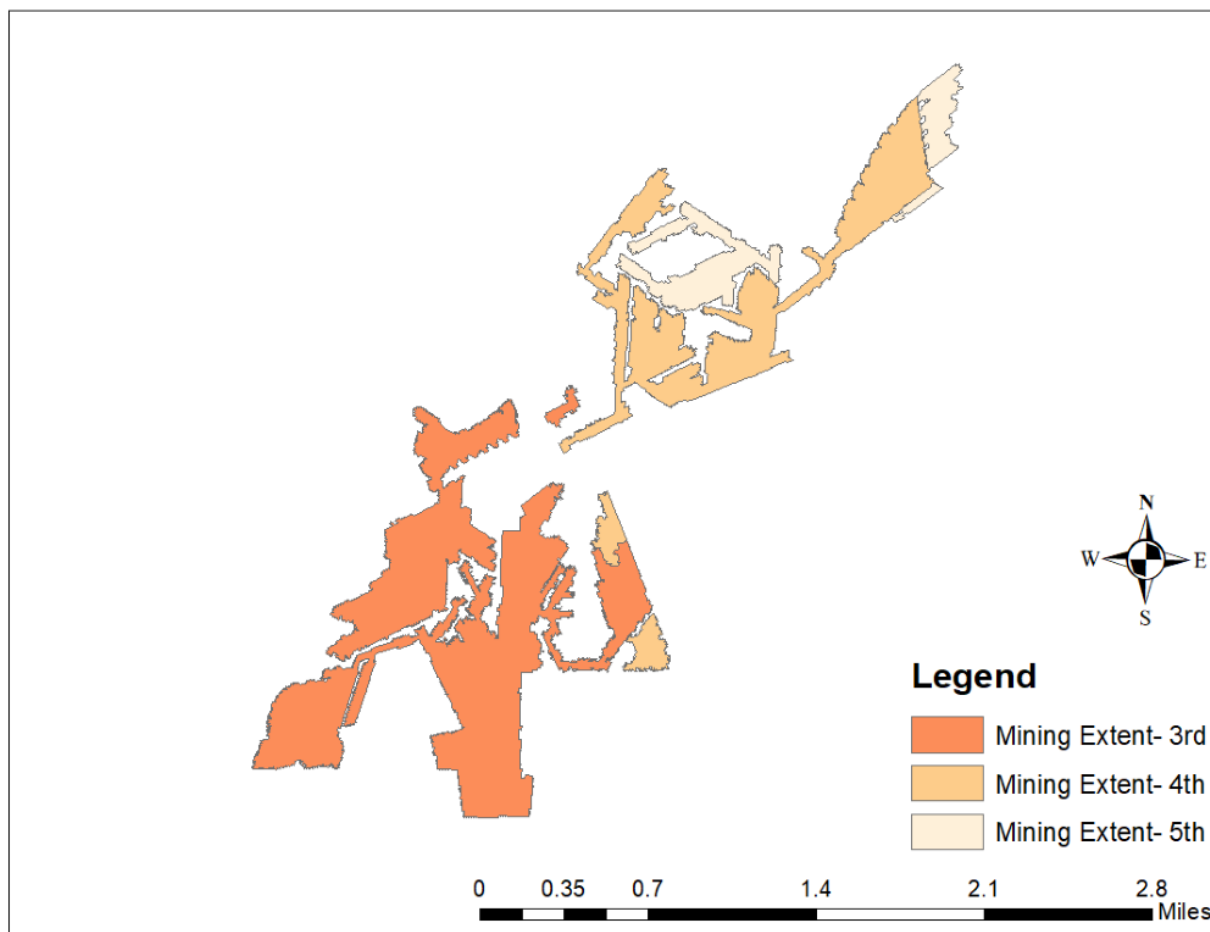 N
W E
S
Legend
Mining Extent- 3rd
Mining Extent- 4th
Mining Extent- 5th
0 0.35 0.7 1.4 2.1 2.8
Miles